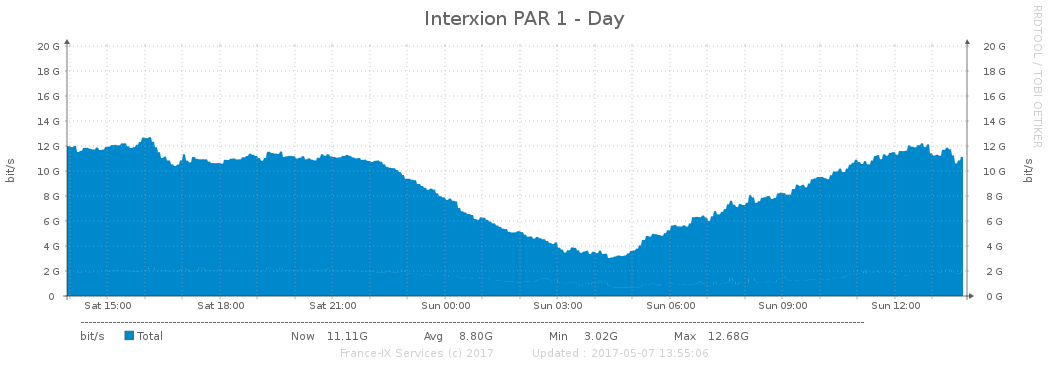 Interxion PAR 1 - Day
RRDTOOL / TOBI OETIKER
bit/s
20 G 20 G
18 G 18 G
16 G 16 G
14 G 14 G
12 G 12 G
10 G 10 G
8 G 8 G
6 G 6 G
4 G 4 G
2 G 2 G
0 0 G
bit/s
Sat 15:00 Sat 18:00 Sat 21:00 Sun 00:00 Sun 03:00 Sun 06:00 Sun 09:00 Sun 12:00
bit/s Total Now 11.11G Avg 8.80G Min 3.02G Max 12.68G
France-IX Services (c) 2017 Updated : 2017-05-07 13:55:06